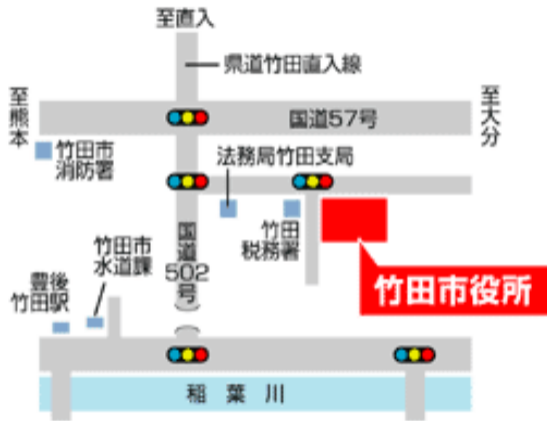 至直入
県道竹田直入線
至熊本
国道57号
至大分
竹田市
消防署
法務局竹田支局
国道
502
号
竹田
税務署
竹田市
水道課
豊後
竹田駅
竹田市役所
稲葉川